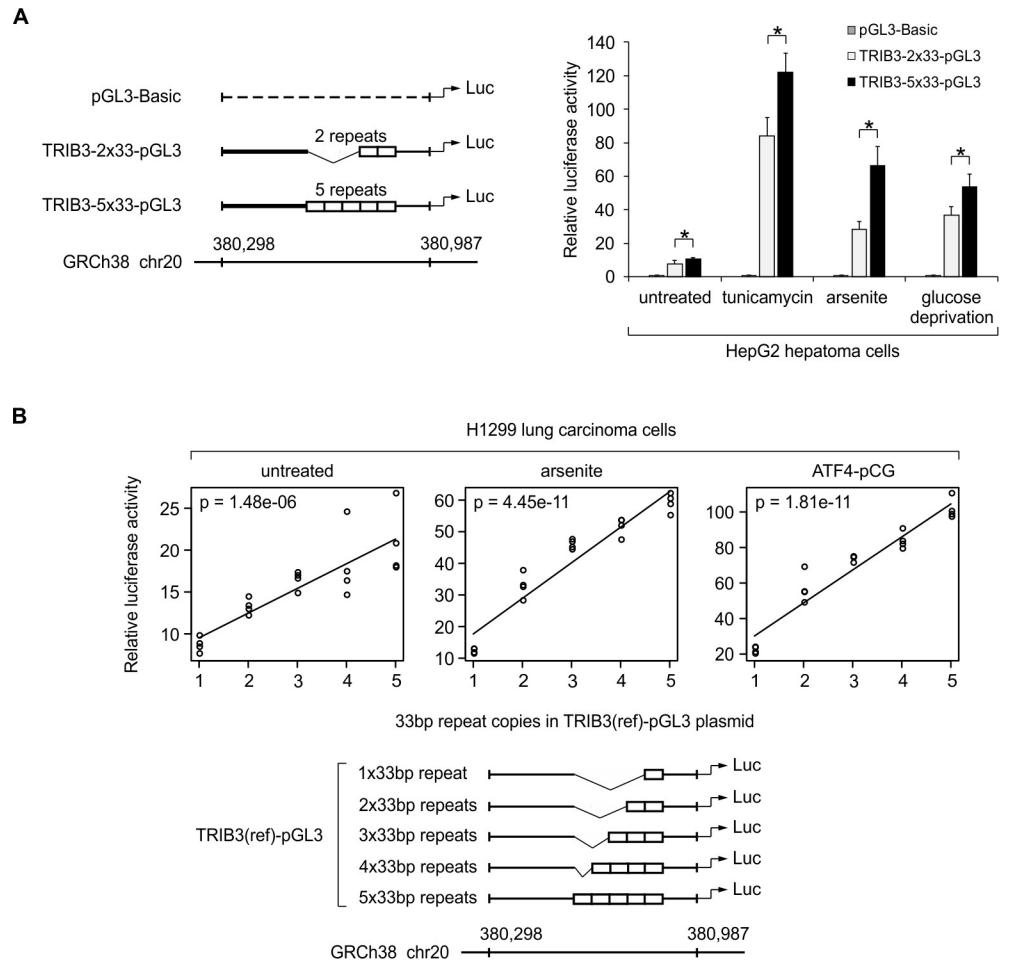 A
pGL3-Basic
Luc
2 repeats
TRIB3-2x33-pGL3
Luc
5 repeats
TRIB3-5x33-pGL3
Luc
380,298
380,987
GRCh38 chr20
pGL3-Basic
TRIB3-2x33-pGL3
TRIB3-5x33-pGL3
Relative luciferase activity
140
120
100
80
60
40
20
0
*
*
*
*
untreated
tunicamycin
arsenite
glucose
deprivation
HepG2 hepatoma cells
B
H1299 lung carcinoma cells
Relative luciferase activity
untreated
p = 1.48e-06
25
20
15
10
1 2 3 4 5
arsenite
p = 4.45e-11
60
50
40
30
20
10
1 2 3 4 5
ATF4-pCG
p = 1.81e-11
100
80
60
40
20
1 2 3 4 5
33bp repeat copies in TRIB3(ref)-pGL3 plasmid
TRIB3(ref)-pGL3
1x33bp repeat
Luc
2x33bp repeats
Luc
3x33bp repeats
Luc
4x33bp repeats
Luc
5x33bp repeats
Luc
380,298
380,987
GRCh38 chr20